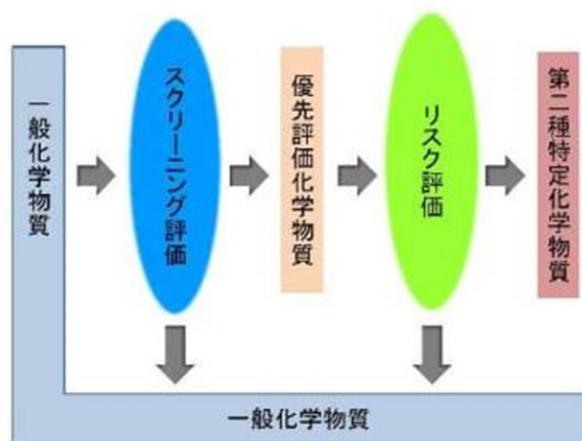 一般化学物質
スクリーニング評価
優先評価化学物質
リスク評価
第二種特定化学物質
一般化学物質